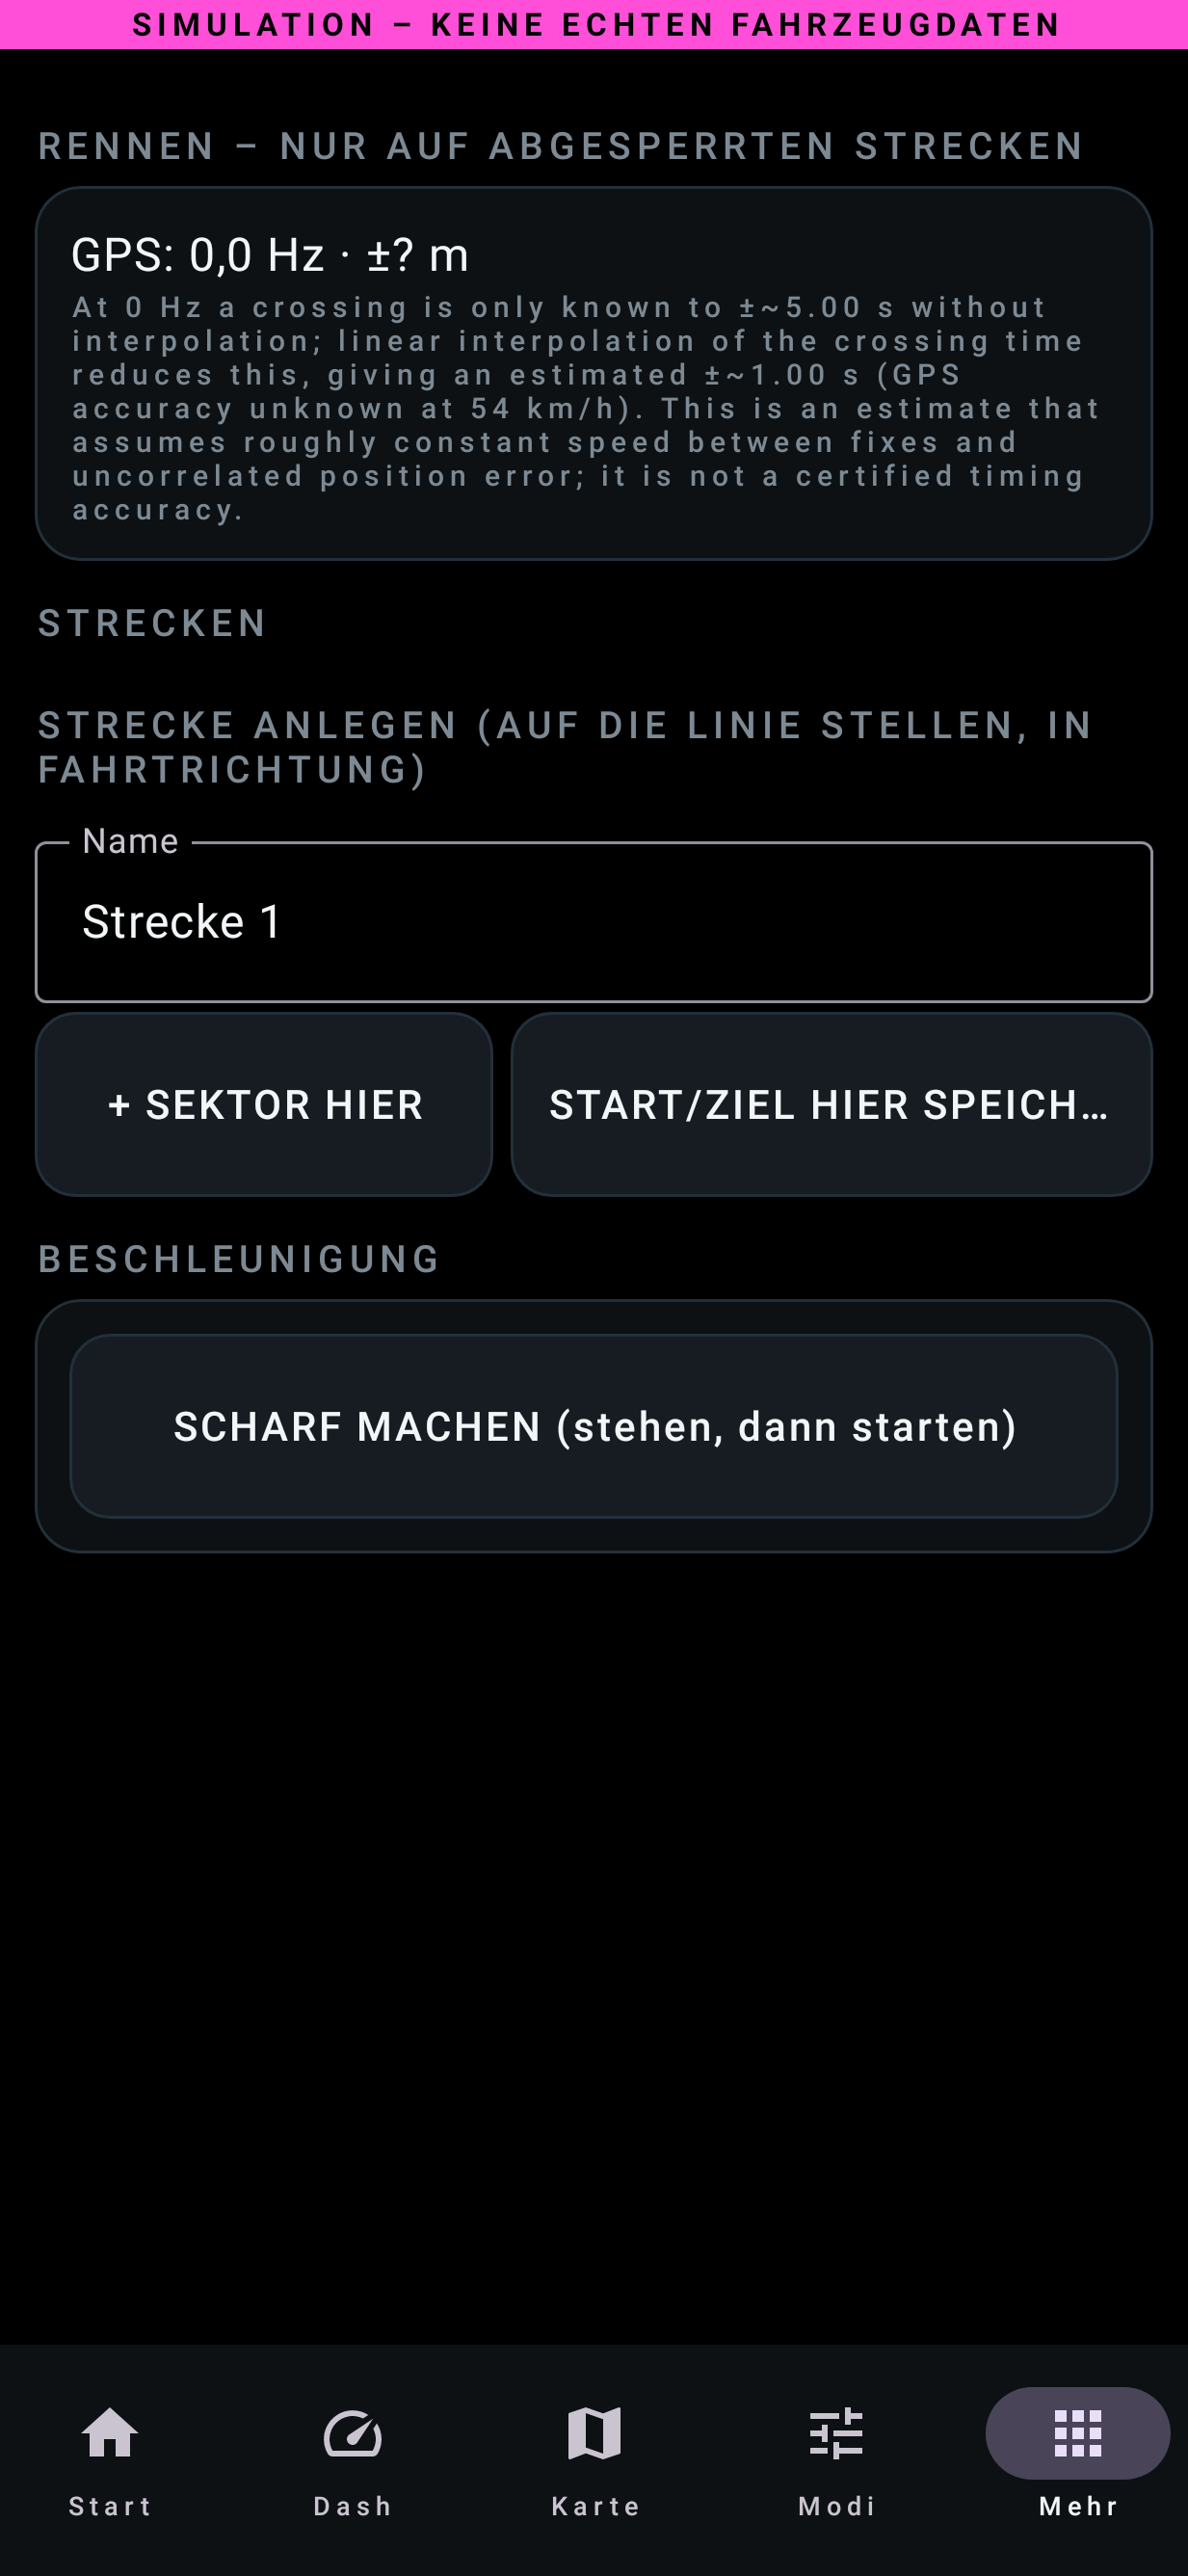 SIMULATION – KEINE ECHTEN FAHRZEUGDATEN
RENNEN – NUR AUF ABGESPERRTEN STRECKEN
GPS: 0,0 Hz · ±? m
At 0 Hz a crossing is only known to ±~5.00 s without
interpolation; linear interpolation of the crossing time
reduces this, giving an estimated ±~1.00 s (GPS
accuracy unknown at 54 km/h). This is an estimate that
assumes roughly constant speed between fixes and
uncorrelated position error; it is not a certified timing
accuracy.
STRECKEN
STRECKE ANLEGEN (AUF DIE LINIE STELLEN, IN
FAHRTRICHTUNG)
Name
Strecke 1
+ SEKTOR HIER
START/ZIEL HIER SPEICH…
BESCHLEUNIGUNG
SCHARF MACHEN (stehen, dann starten)
Start
Dash
Karte
Modi
Mehr